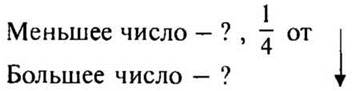 Меньшее число – ? , 1/4 от
Большее число – ?